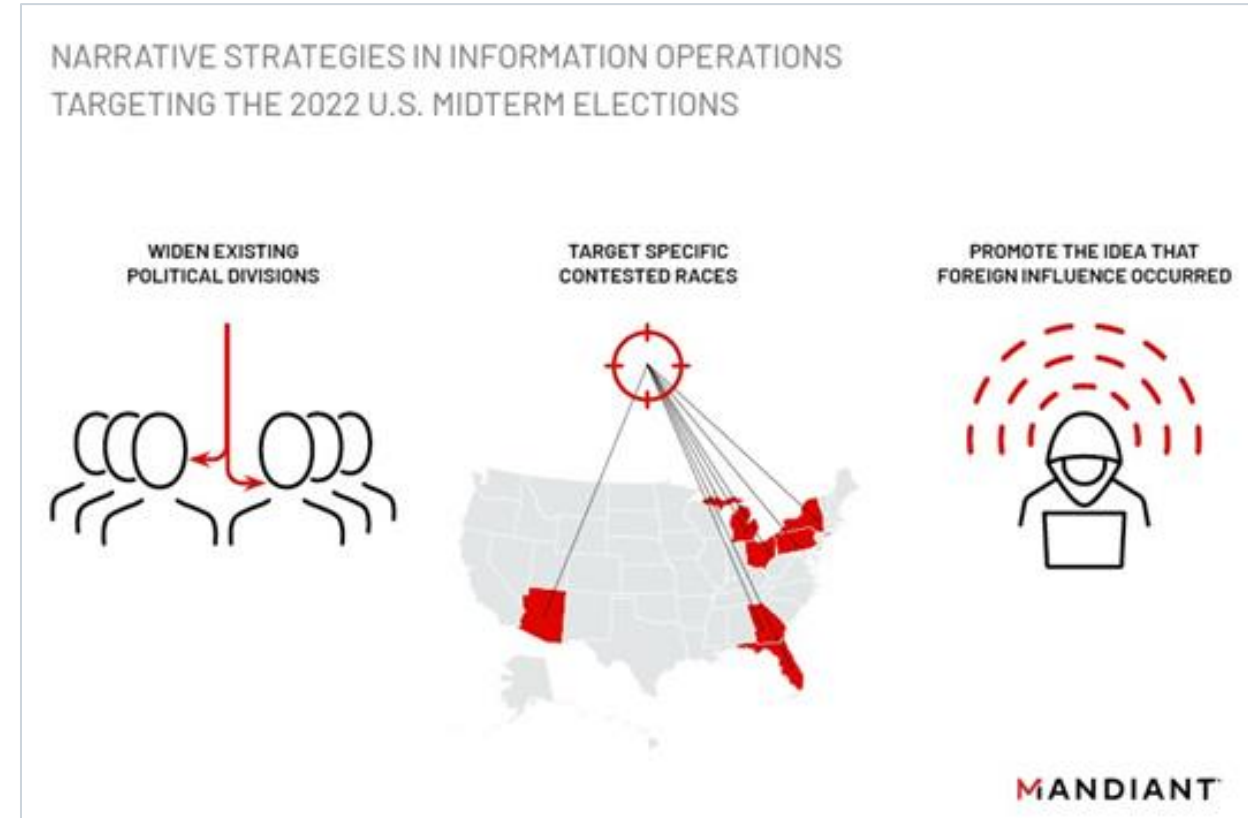 NARRATIVE STRATEGIES IN INFORMATION OPERATIONS
TARGETING THE 2022 U.S. MIDTERM ELECTIONS
WIDEN EXISTING
POLITICAL DIVISIONS
TARGET SPECIFIC
CONTESTED RACES
PROMOTE THE IDEA THAT
FOREIGN INFLUENCE OCCURRED
MANDIANT